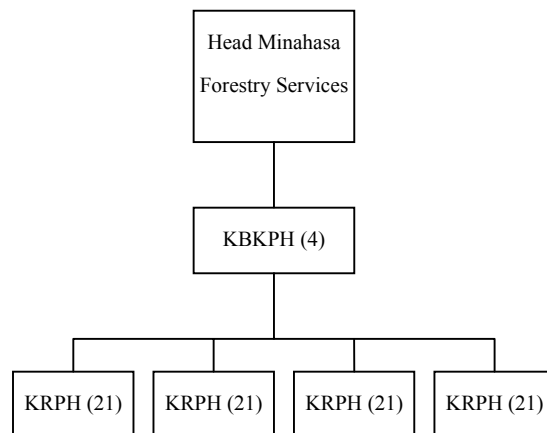 Head Minahasa
Forestry Services
KBKPH (4)
KRPH (21)
KRPH (21)
KRPH (21)
KRPH (21)